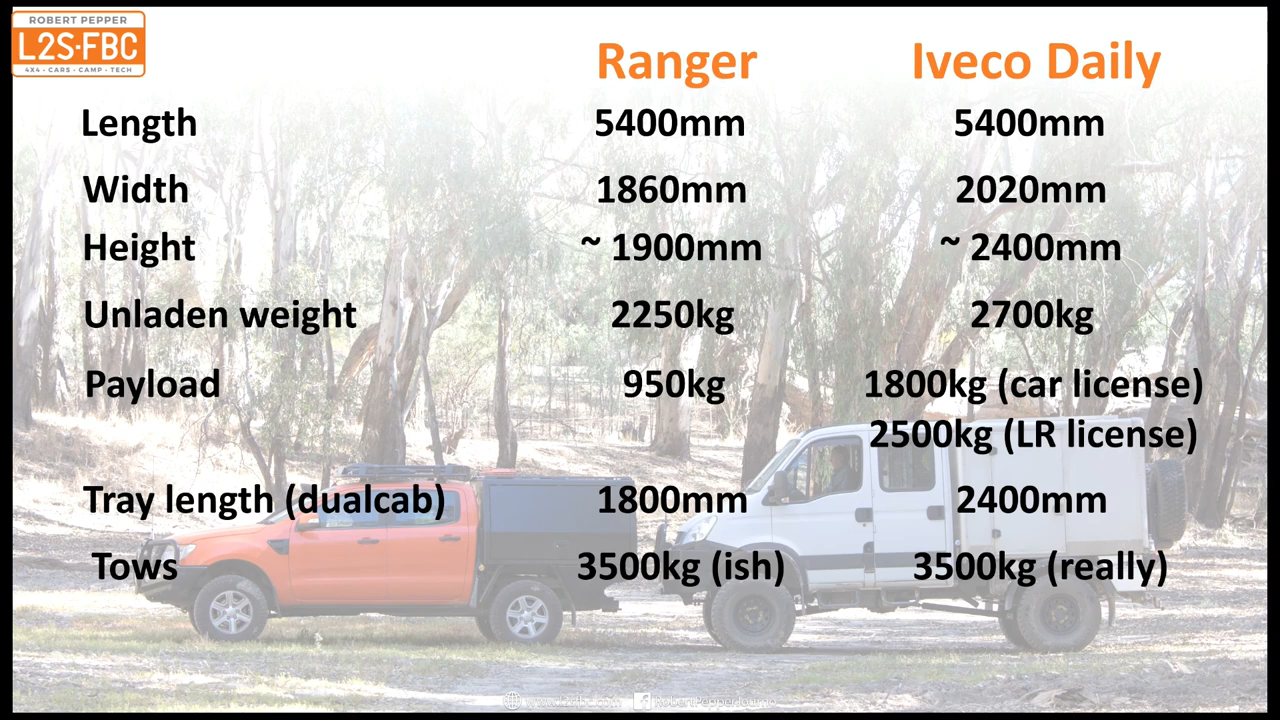 ROBERT PEPPER
L2S·FBC
4X4 - CARS - CAMP - TECH
Ranger Iveco Daily
Length 5400mm 5400mm
Width 1860mm 2020mm
Height ~ 1900mm ~ 2400mm
Unladen weight 2250kg 2700kg
Payload 950kg 1800kg (car license)
2500kg (LR license)
Tray length (dualcab) 1800mm 2400mm
Tows 3500kg (ish) 3500kg (really)